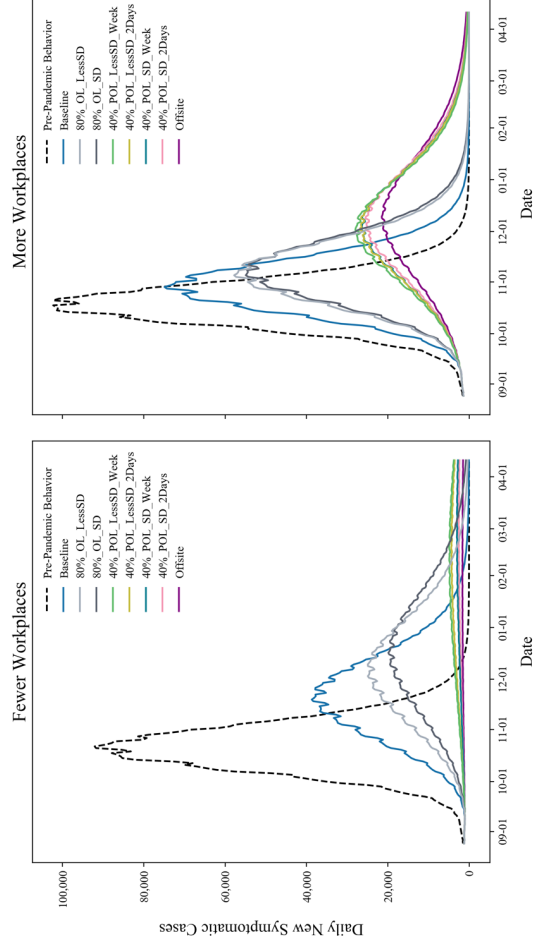 Fewer Workplaces
Daily New Symptomatic Cases
100,000
80,000
60,000
40,000
20,000
0
Pre-Pandemic Behavior
Baseline
80%_OL_LessSD
80%_OL_SD
40%_POL_LessSD_Week
40%_POL_LessSD_2Days
40%_POL_SD_Week
40%_POL_SD_2Days
Offsite
09-01 10-01 11-01 12-01 01-01 02-01 03-01 04-01
Date
More Workplaces
Pre-Pandemic Behavior
Baseline
80%_OL_LessSD
80%_OL_SD
40%_POL_LessSD_Week
40%_POL_LessSD_2Days
40%_POL_SD_Week
40%_POL_SD_2Days
Offsite
09-01 10-01 11-01 12-01 01-01 02-01 03-01 04-01
Date